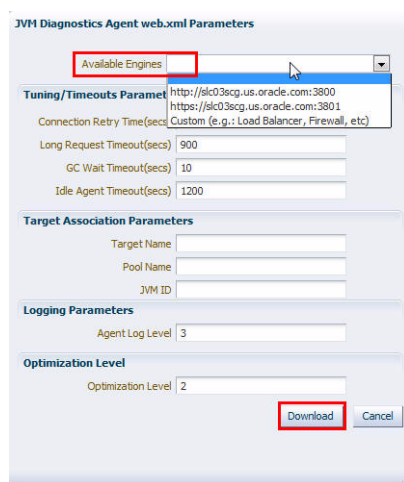 JVM Diagnostics Agent web.xml Parameters
Available Engines
http://slc03scg.us.oracle.com:3800
https://slc03scg.us.oracle.com:3801
Custom (e.g.: Load Balancer, Firewall, etc)
Tuning/Timeouts Paramet
Connection Retry Time(secs
Long Request Timeout(secs) 900
GC Wait Timeout(secs) 10
Idle Agent Timeout(secs) 1200
Target Association Parameters
Target Name
Pool Name
JVM ID
Logging Parameters
Agent Log Level 3
Optimization Level
Optimization Level 2
Download Cancel